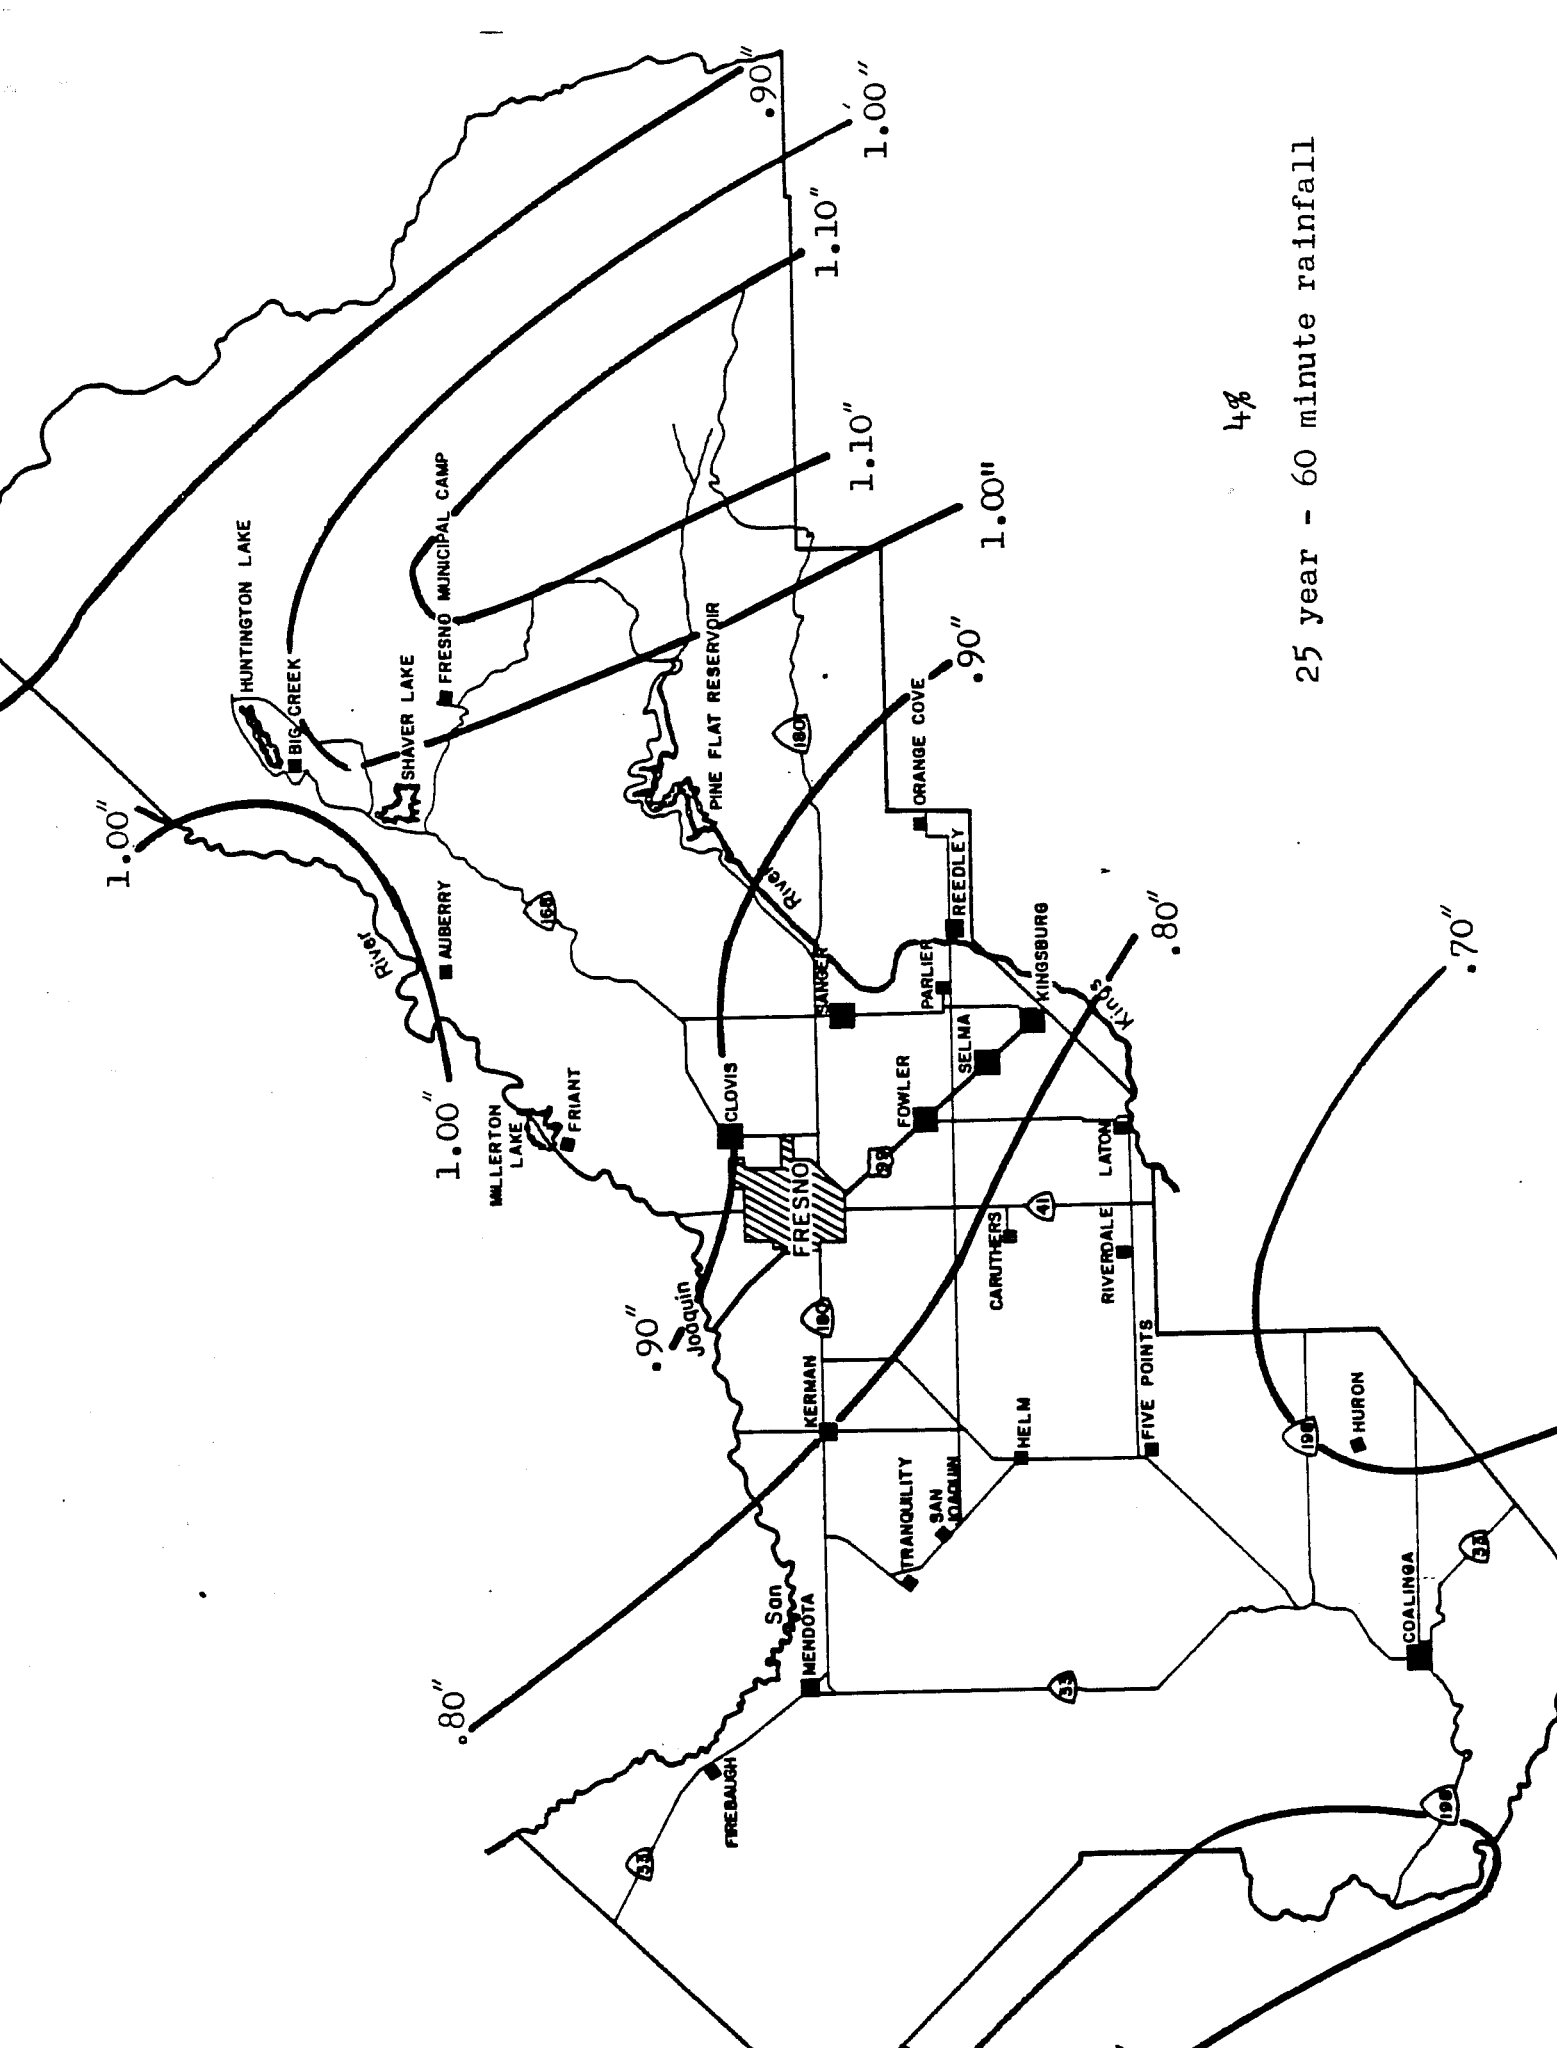 .90"
1.00"
1.10"
1.10"
1.00"
.90"
.80"
.70"
1.00"
1.00"
.90"
.80"
HUNTINGTON LAKE
BIG CREEK
SHAVER LAKE
FRESNO MUNICIPAL CAMP
PINE FLAT RESERVOIR
180
ORANGE COVE
REEDLEY
River
AUBERRY
168
River
SANGER
PARLIER
KINGSBURG
Kings
SELMA
FOWLER
CLOVIS
MILLERTON
LAKE
FRIANT
FRESNO
99
LATON
41
CARUTHERS
RIVERDALE
Joaquin
180
KERMAN
HELM
FIVE POINTS
198
HURON
TRANQUILITY
SAN
JOAQUIN
San
MENDOTA
33
COALINGA
33
FIREBAUGH
33
198
4%
25 year - 60 minute rainfall